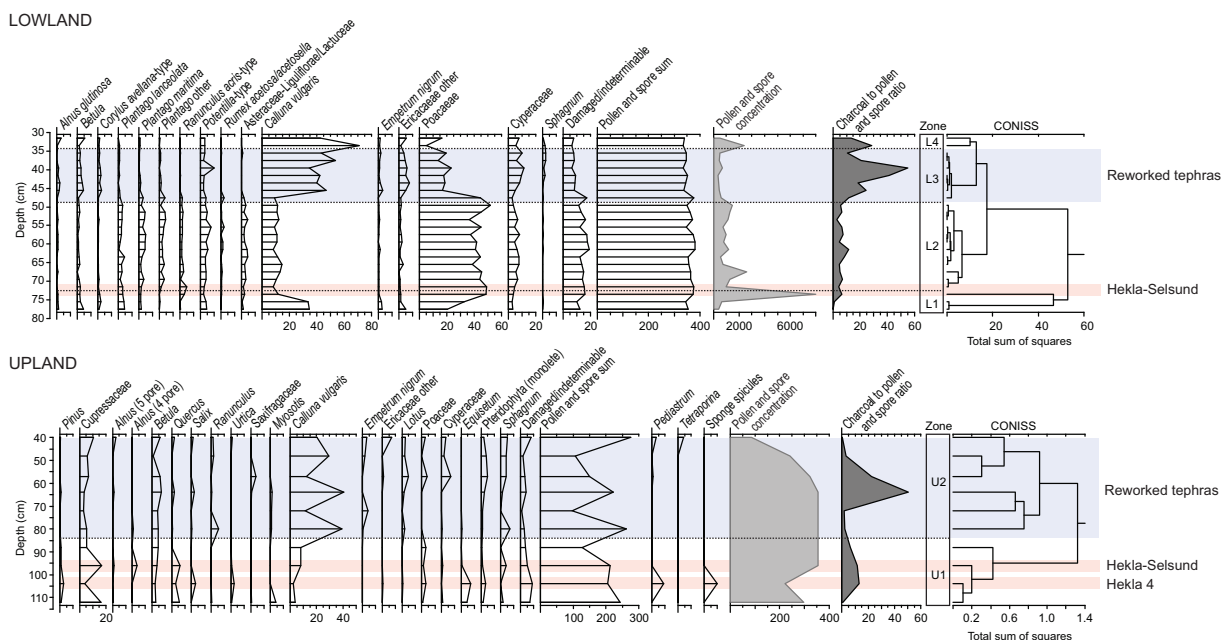 LOWLAND
Alnus glutinosa
Betula
Corylus avellana-type
Plantago lanceolata
Plantago maritima
Plantago other
Ranunculus acris-type
Potentilla-type
Rumex acetosa/acetosella
Asteraceae-Liguliflorae/Lactuceae
Calluna vulgaris
Empetrum nigrum
Ericaceae other
Poaceaeae
Cyperaceae
Sphagnum
Damaged/indeterminable
Pollen and spore sum
Pollen and spore
concentration
Charcoal to pollen
and spore ratio
Zone
CONISS
Depth (cm)
30
35
40
45
50
55
60
65
70
75
80
L4
L3
L2
L1
Reworked tephras
Hekla-Selsund
20 40 60 80
20 40 60
20
20
200 400
2000 6000
20 40 60
20 40 60
Total sum of squares
UPLAND
Pinus
Cupressaceae
Alnus (5 pore)
Alnus (4 pore)
Betula
Quercus
Salix
Ranunculus
Urtica
Saxifragaceae
Myosotis
Calluna vulgaris
Empetrum nigrum
Ericaceae other
Lotus
Poaceae
Cyperaceae
Equisetum
Pteridophyta (monolete)
Sphagnum
Damaged/indeterminable
Pollen and spore sum
Pediastrum
Tetraporina
Sponge spicules
Pollen and spore
concentration
Charcoal to pollen
and spore ratio
Zone
CONISS
Depth (cm)
40
50
60
70
80
90
100
110
U2
U1
Reworked tephras
Hekla-Selsund
Hekla 4
20
20 40
100 200 300
200 400
20 40 60
0.2 0.6 1.0 1.4
Total sum of squares